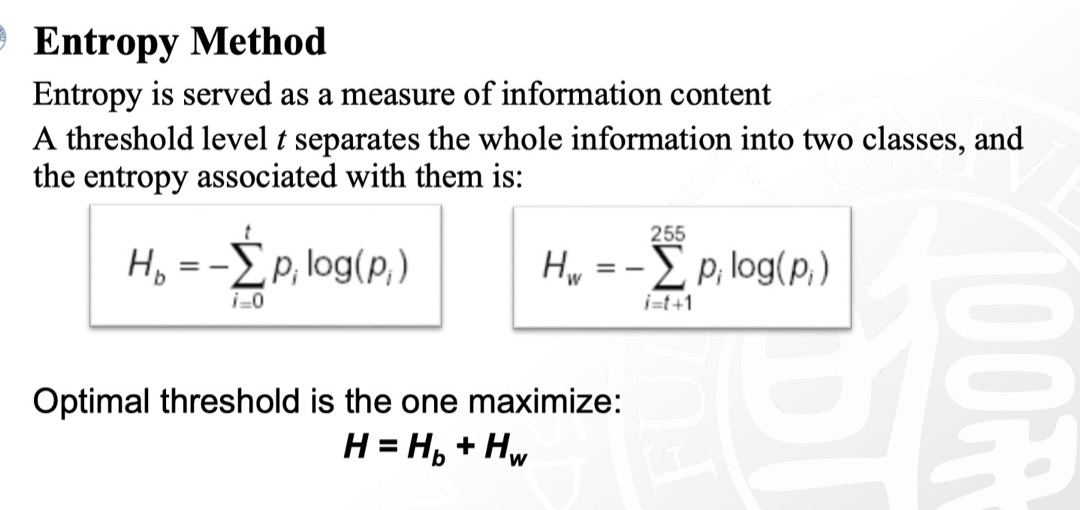 Entropy Method
Entropy is served as a measure of information content
A threshold level t separates the whole information into two classes, and
the entropy associated with them is:
H_b = -∑_{i=0}^{t} p_i log(p_i)
H_w = -∑_{i=t+1}^{255} p_i log(p_i)
Optimal threshold is the one maximize:
H = H_b + H_w